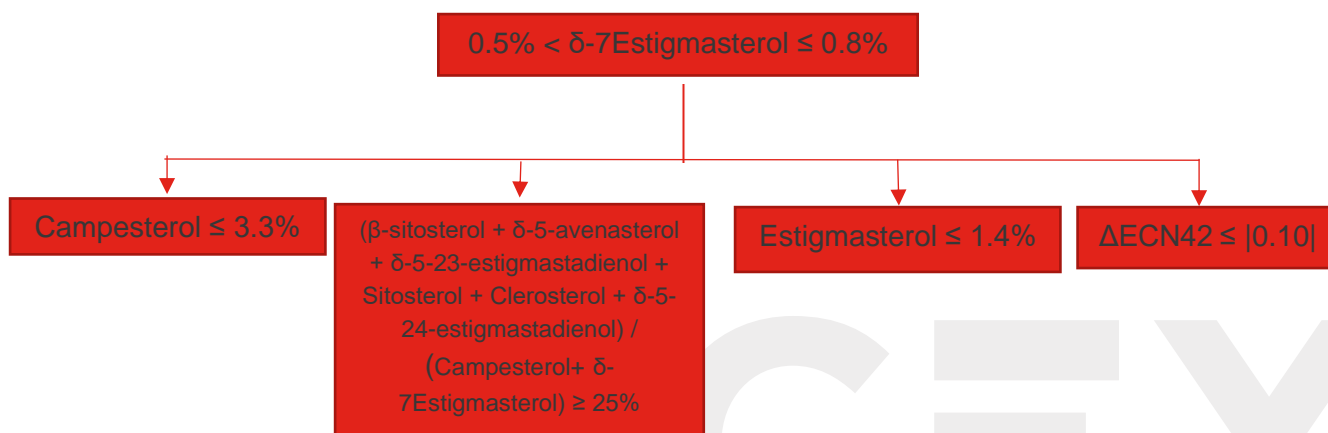 0.5% < δ-7Estigmasterol ≤ 0.8%
Campesterol ≤ 3.3%
(β-sitosterol + δ-5-avenasterol
+ δ-5-23-estigmastadienol +
Sitosterol + Clerosterol + δ-5-
24-estigmastadienol) /
(Campesterol+ δ-
7Estigmasterol) ≥ 25%
Estigmasterol ≤ 1.4%
ΔECN42 ≤ |0.10|